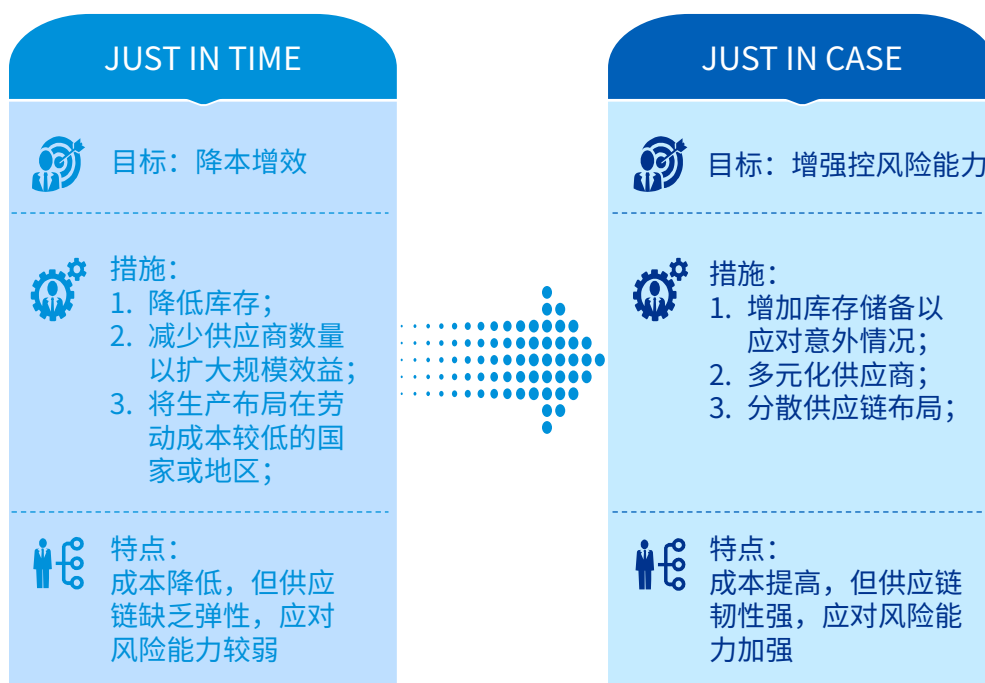 JUST IN TIME
目标：降本增效
措施：
1. 降低库存；
2. 减少供应商数量
以扩大规模效益；
3. 将生产布局在劳
动成本较低的国
家或地区；
特点：
成本降低，但供应
链缺乏弹性，应对
风险能力较弱
JUST IN CASE
目标：增强控风险能力
措施：
1. 增加库存储备以
应对意外情况；
2. 多元化供应商；
3. 分散供应链布局；
特点：
成本提高，但供应链
韧性强，应对风险能
力加强